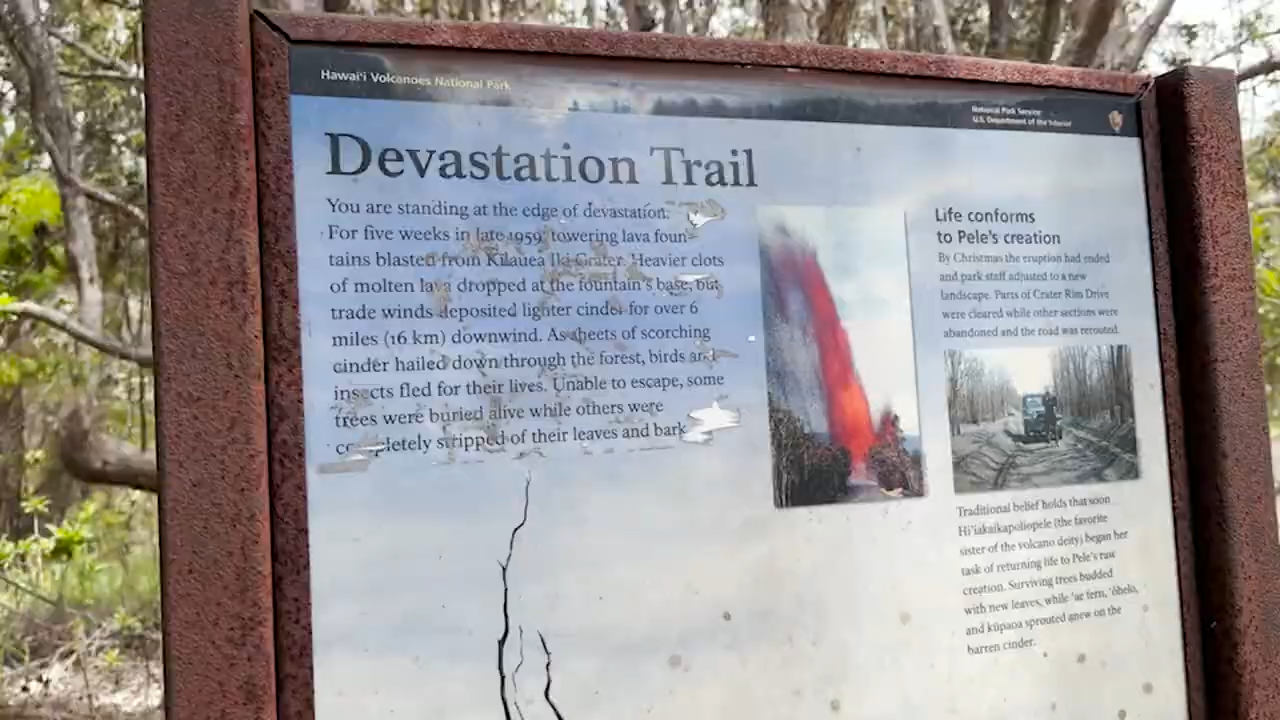 Hawai'i Volcanoes National Park
National Park Service
U.S. Department of the Interior
Devastation Trail
You are standing at the edge of devastation.
For five weeks in late 1959, towering lava foun-
tains blasted from Kīlauea Iki Crater. Heavier clots
of molten lava dropped at the fountain's base, but
trade winds deposited lighter cinder for over 6
miles (16 km) downwind. As sheets of scorching
cinder hailed down through the forest, birds and
insects fled for their lives. Unable to escape, some
trees were buried alive while others were
completely stripped of their leaves and bark
Life conforms
to Pele's creation
By Christmas the eruption had ended
and park staff adjusted to a new
landscape. Parts of Crater Rim Drive
were cleared while other sections were
abandoned and the road was rerouted.
Traditional belief holds that soon
Hi'iakaikapoliopele (the favorite
sister of the volcano deity) began her
task of returning life to Pele's raw
creation. Surviving trees budded
with new leaves, while 'ae fern, 'ōhelo,
and kūpaoa sprouted anew on the
barren cinder.